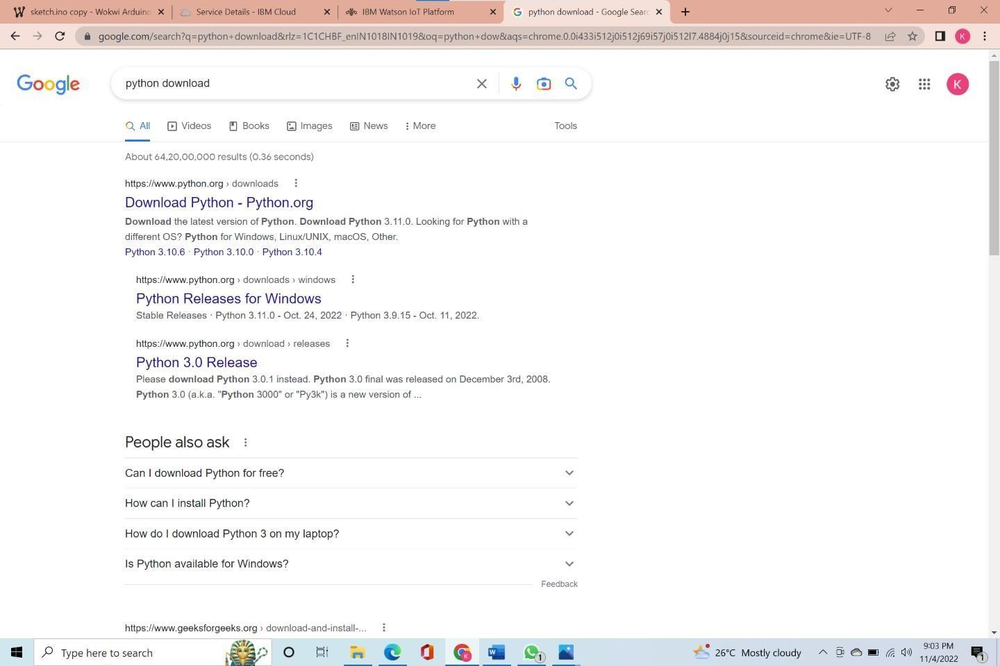 sketch.ino copy - Wokwi Arduino
Service Details - IBM Cloud
IBM Watson IoT Platform
python download - Google Searc
google.com/search?q=python+download&rlz=1C1CHBF_enIN1018IN1019&oq=python+dow&aqs=chrome.0.0i433i512j0i512j69i57j0i512l7.4884j0j15&sourceid=chrome&ie=UTF-8
K
Google
python download
K
All
Videos
Books
Images
News
More
Tools
About 64,20,00,000 results (0.36 seconds)
https://www.python.org › downloads
Download Python - Python.org
Download the latest version of Python. Download Python 3.11.0. Looking for Python with a
different OS? Python for Windows, Linux/UNIX, macOS, Other.
Python 3.10.6 · Python 3.10.0 · Python 3.10.4
https://www.python.org › downloads › windows
Python Releases for Windows
Stable Releases · Python 3.11.0 - Oct. 24, 2022 · Python 3.9.15 - Oct. 11, 2022.
https://www.python.org › download › releases
Python 3.0 Release
Please download Python 3.0.1 instead. Python 3.0 final was released on December 3rd, 2008.
Python 3.0 (a.k.a. "Python 3000" or "Py3k") is a new version of ...
People also ask
Can I download Python for free?
How can I install Python?
How do I download Python 3 on my laptop?
Is Python available for Windows?
Feedback
https://www.geeksforgeeks.org › download-and-install-...
Type here to search
K
W
1
26°C Mostly cloudy
9:03 PM
11/4/2022
1